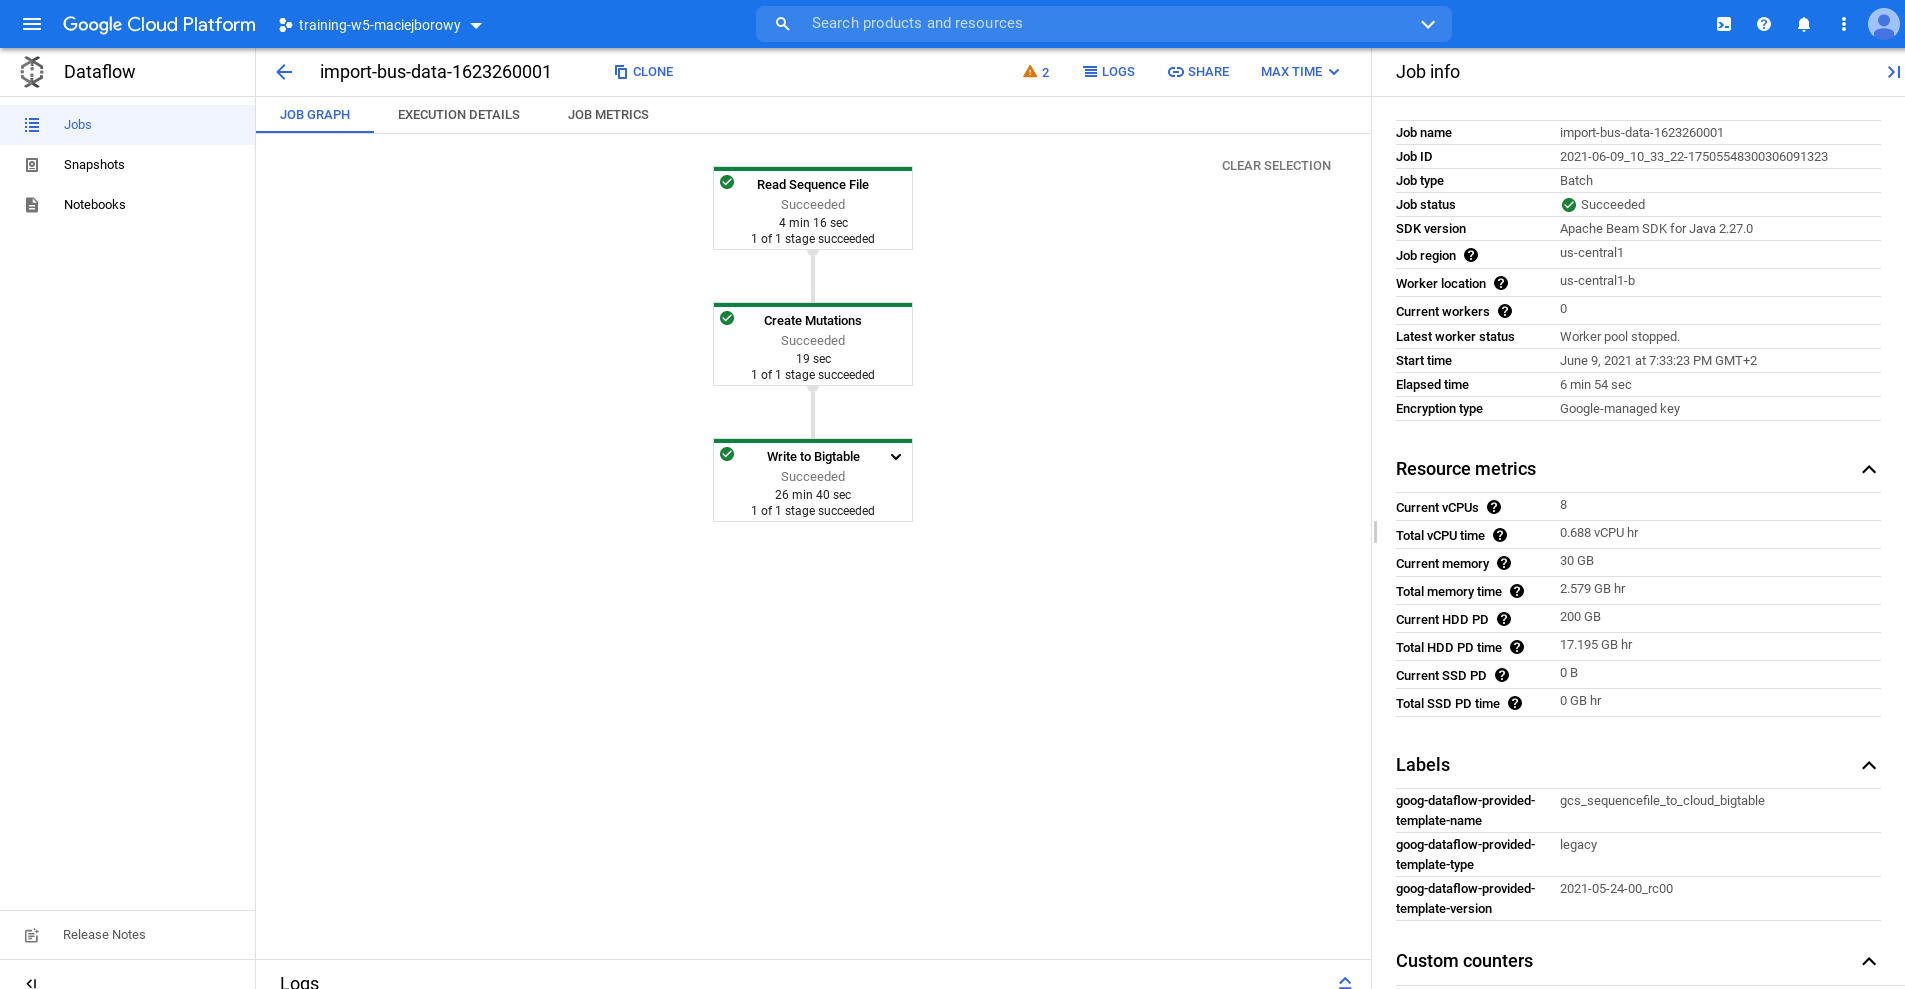 Google Cloud Platform
training-w5-maciejborowy
Search products and resources
Dataflow
Jobs
Snapshots
Notebooks
Release Notes
import-bus-data-1623260001
CLONE
2
LOGS
SHARE
MAX TIME
JOB GRAPH
EXECUTION DETAILS
JOB METRICS
CLEAR SELECTION
Read Sequence File
Succeeded
4 min 16 sec
1 of 1 stage succeeded
Create Mutations
Succeeded
19 sec
1 of 1 stage succeeded
Write to Bigtable
Succeeded
26 min 40 sec
1 of 1 stage succeeded
Logs
Job info
Job name import-bus-data-1623260001
Job ID 2021-06-09_10_33_22-17505548300306091323
Job type Batch
Job status Succeeded
SDK version Apache Beam SDK for Java 2.27.0
Job region us-central1
Worker location us-central1-b
Current workers 0
Latest worker status Worker pool stopped.
Start time June 9, 2021 at 7:33:23 PM GMT+2
Elapsed time 6 min 54 sec
Encryption type Google-managed key
Resource metrics
Current vCPUs 8
Total vCPU time 0.688 vCPU hr
Current memory 30 GB
Total memory time 2.579 GB hr
Current HDD PD 200 GB
Total HDD PD time 17.195 GB hr
Current SSD PD 0 B
Total SSD PD time 0 GB hr
Labels
goog-dataflow-provided- gcs_sequencefile_to_cloud_bigtable
template-name
goog-dataflow-provided- legacy
template-type
goog-dataflow-provided- 2021-05-24-00_rc00
template-version
Custom counters